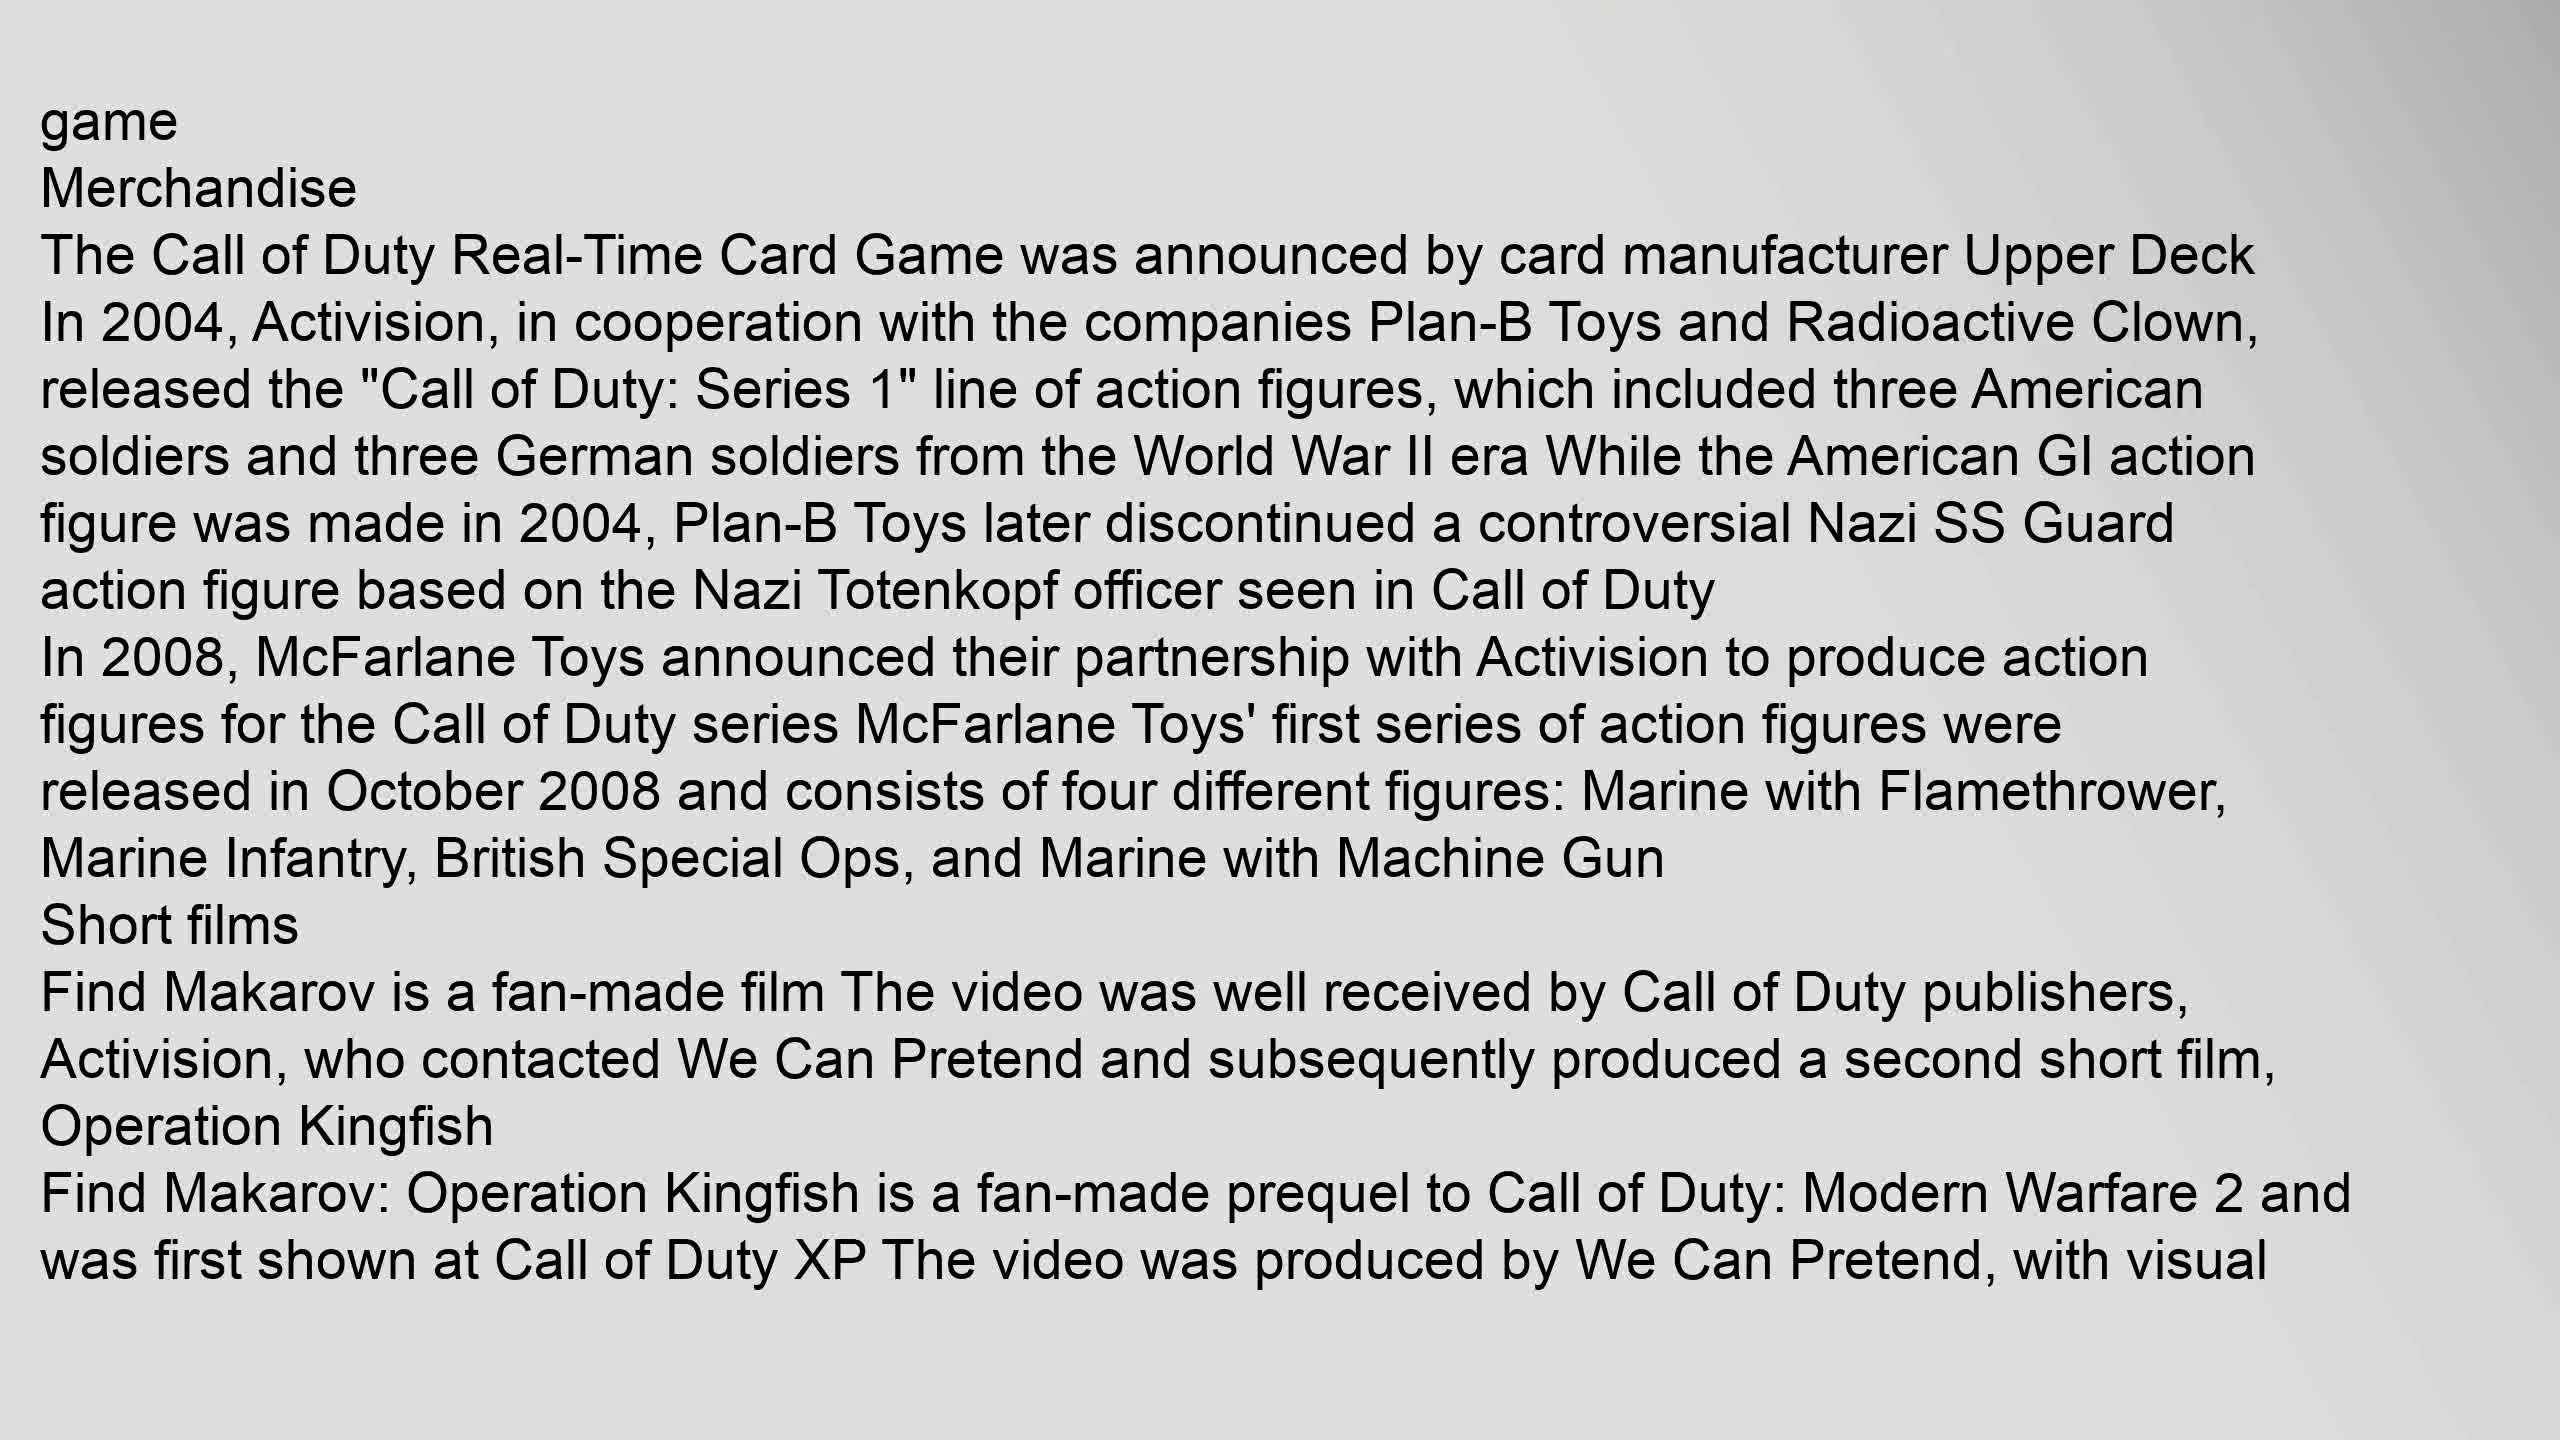 game
Merchandise
The Call of Duty Real-Time Card Game was announced by card manufacturer Upper Deck
In 2004, Activision, in cooperation with the companies Plan-B Toys and Radioactive Clown,
released the "Call of Duty: Series 1" line of action figures, which included three American
soldiers and three German soldiers from the World War II era While the American GI action
figure was made in 2004, Plan-B Toys later discontinued a controversial Nazi SS Guard
action figure based on the Nazi Totenkopf officer seen in Call of Duty
In 2008, McFarlane Toys announced their partnership with Activision to produce action
figures for the Call of Duty series McFarlane Toys' first series of action figures were
released in October 2008 and consists of four different figures: Marine with Flamethrower,
Marine Infantry, British Special Ops, and Marine with Machine Gun
Short films
Find Makarov is a fan-made film The video was well received by Call of Duty publishers,
Activision, who contacted We Can Pretend and subsequently produced a second short film,
Operation Kingfish
Find Makarov: Operation Kingfish is a fan-made prequel to Call of Duty: Modern Warfare 2 and
was first shown at Call of Duty XP The video was produced by We Can Pretend, with visual